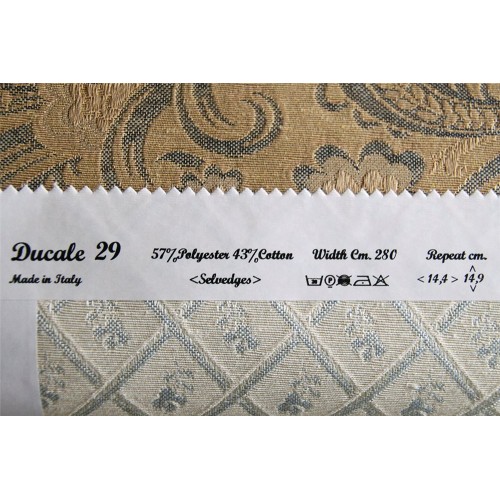 Ducale 29 57%Polyester 43%Cotton Width Cm. 280 Repeat cm.
Made in Italy <Selvedges> < 14,4 > 14,9